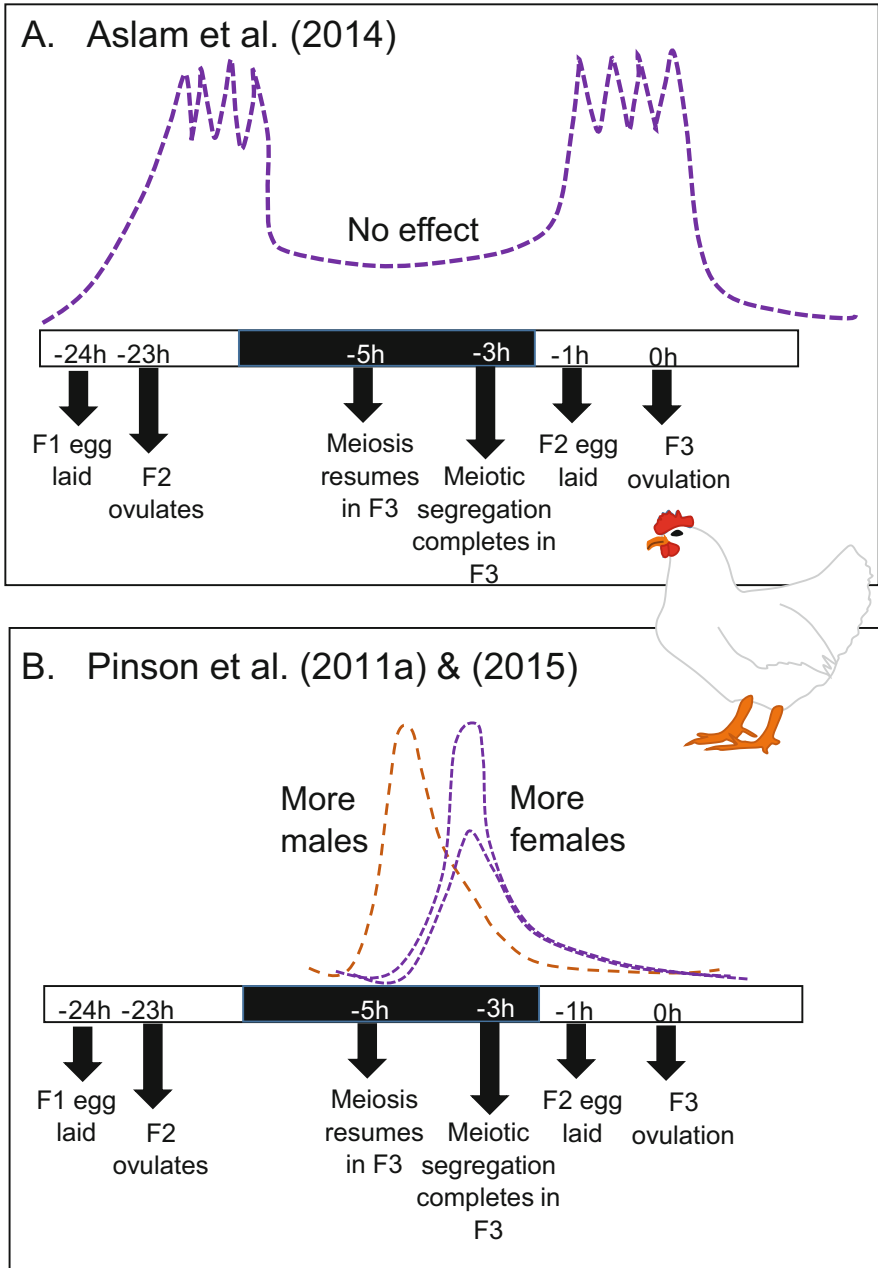 A. Aslam et al. (2014)
No effect
-24h -23h -5h -3h -1h 0h
F1 egg
laid
F2
ovulates
Meiosis
resumes
in F3
Meiotic
segregation
completes in
F3
F2 egg
laid
F3
ovulation
B. Pinson et al. (2011a) & (2015)
More
males
More
females
-24h -23h -5h -3h -1h 0h
F1 egg
laid
F2
ovulates
Meiosis
resumes
in F3
Meiotic
segregation
completes in
F3
F2 egg
laid
F3
ovulation